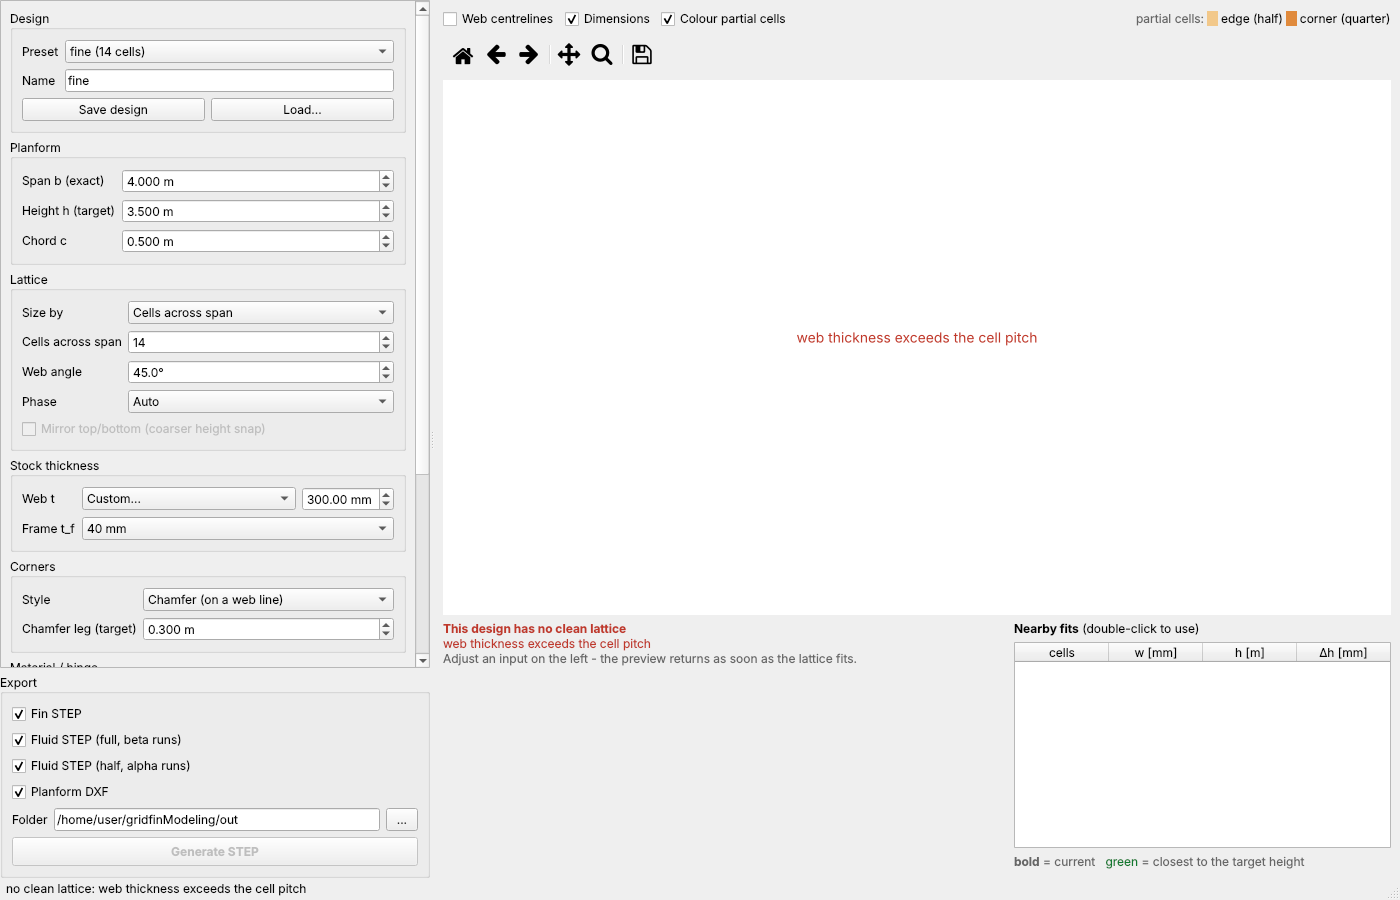 Design
Preset fine (14 cells)
Name fine
Save design Load...
Planform
Span b (exact) 4.000 m
Height h (target) 3.500 m
Chord c 0.500 m
Lattice
Size by Cells across span
Cells across span 14
Web angle 45.0°
Phase Auto
Mirror top/bottom (coarser height snap)
Stock thickness
Web t Custom... 300.00 mm
Frame t_f 40 mm
Corners
Style Chamfer (on a web line)
Chamfer leg (target) 0.300 m
Material / hinge
Export
Fin STEP
Fluid STEP (full, beta runs)
Fluid STEP (half, alpha runs)
Planform DXF
Folder /home/user/gridfinModeling/out ...
Generate STEP
no clean lattice: web thickness exceeds the cell pitch
Web centrelines Dimensions Colour partial cells partial cells: edge (half) corner (quarter)
web thickness exceeds the cell pitch
This design has no clean lattice
web thickness exceeds the cell pitch
Adjust an input on the left - the preview returns as soon as the lattice fits.
Nearby fits (double-click to use)
cells w [mm] h [m] Δh [mm]
bold = current green = closest to the target height